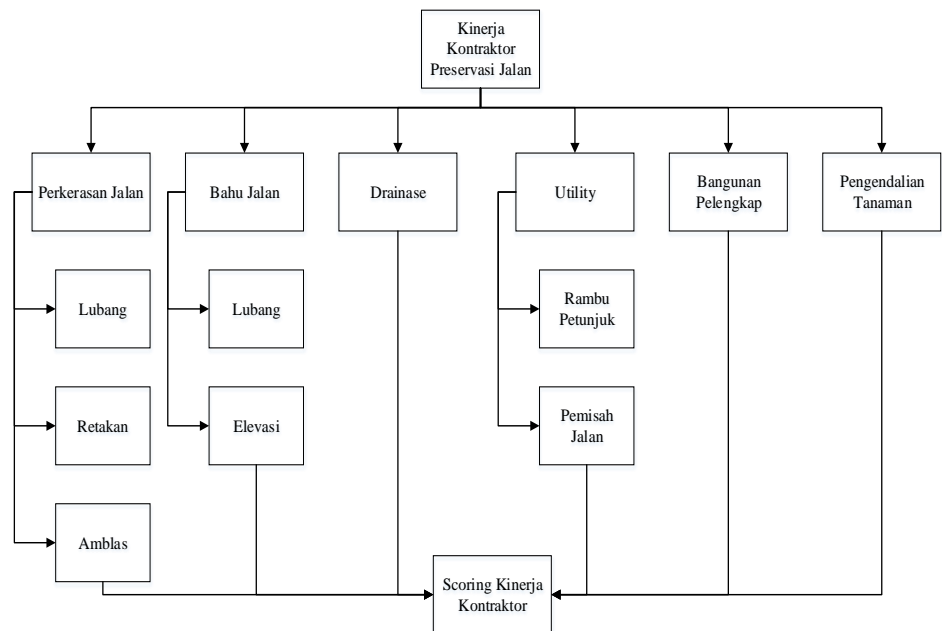 Kinerja
Kontraktor
Preservasi Jalan
Perkerasan Jalan
Bahu Jalan
Drainase
Utility
Bangunan
Pelengkap
Pengendalian
Tanaman
Lubang
Lubang
Rambu
Petunjuk
Retakan
Elevasi
Pemisah
Jalan
Amblas
Scoring Kinerja
Kontraktor